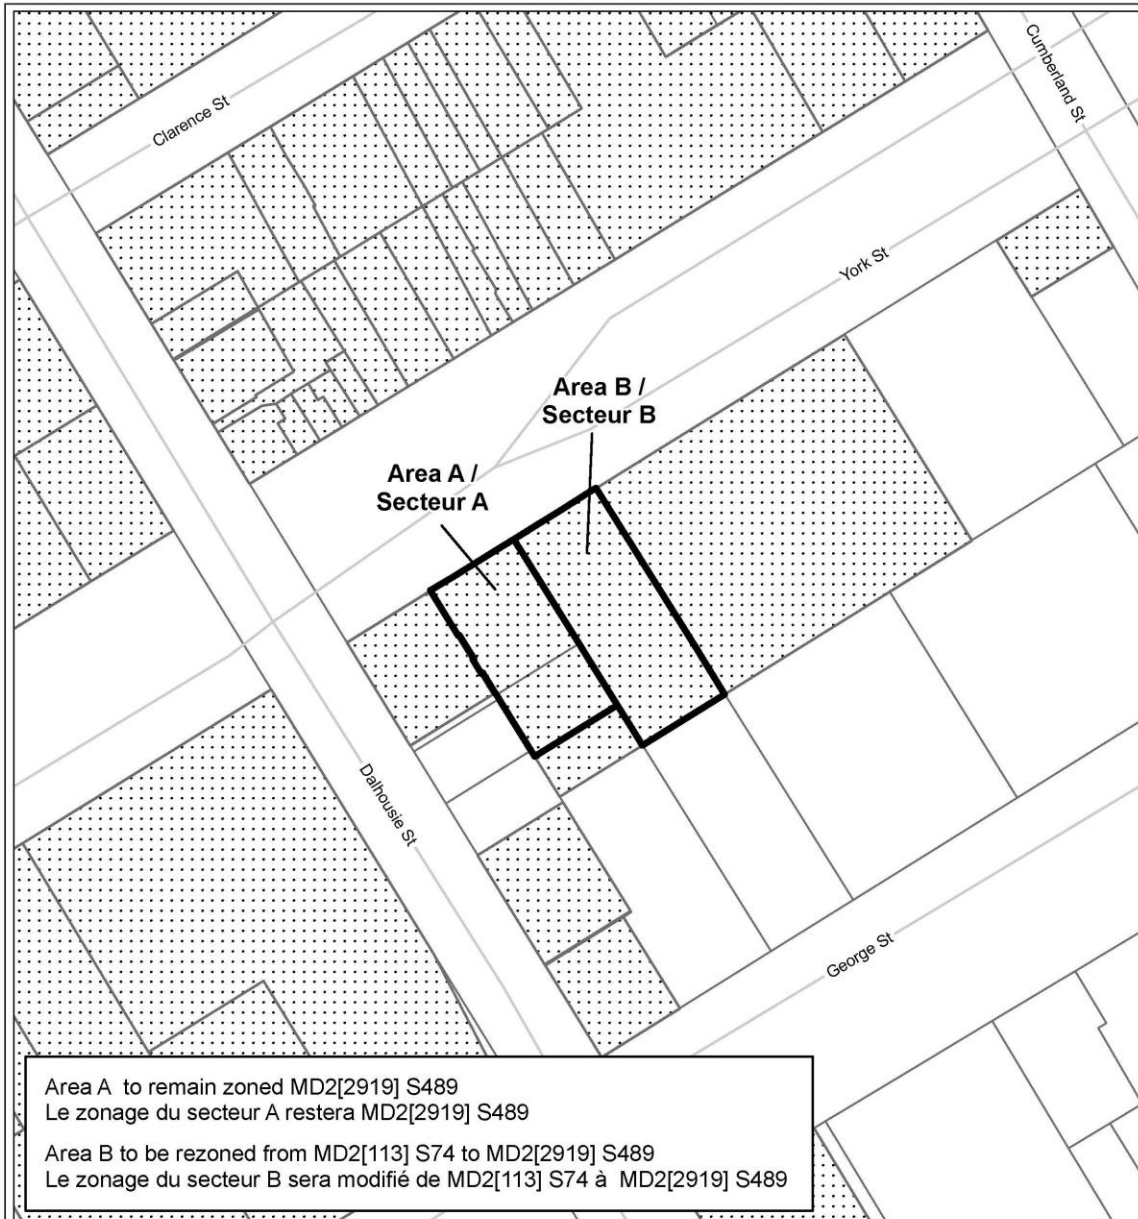 Cumberland St
Clarence St
York St
Area B /
Secteur B
Area A /
Secteur A
Dalhousie St
George St
Area A to remain zoned MD2[2919] S489
Le zonage du secteur A restera MD2[2919] S489
Area B to be rezoned from MD2[113] S74 to MD2[2919] S489
Le zonage du secteur B sera modifié de MD2[113] S74 à MD2[2919] S489